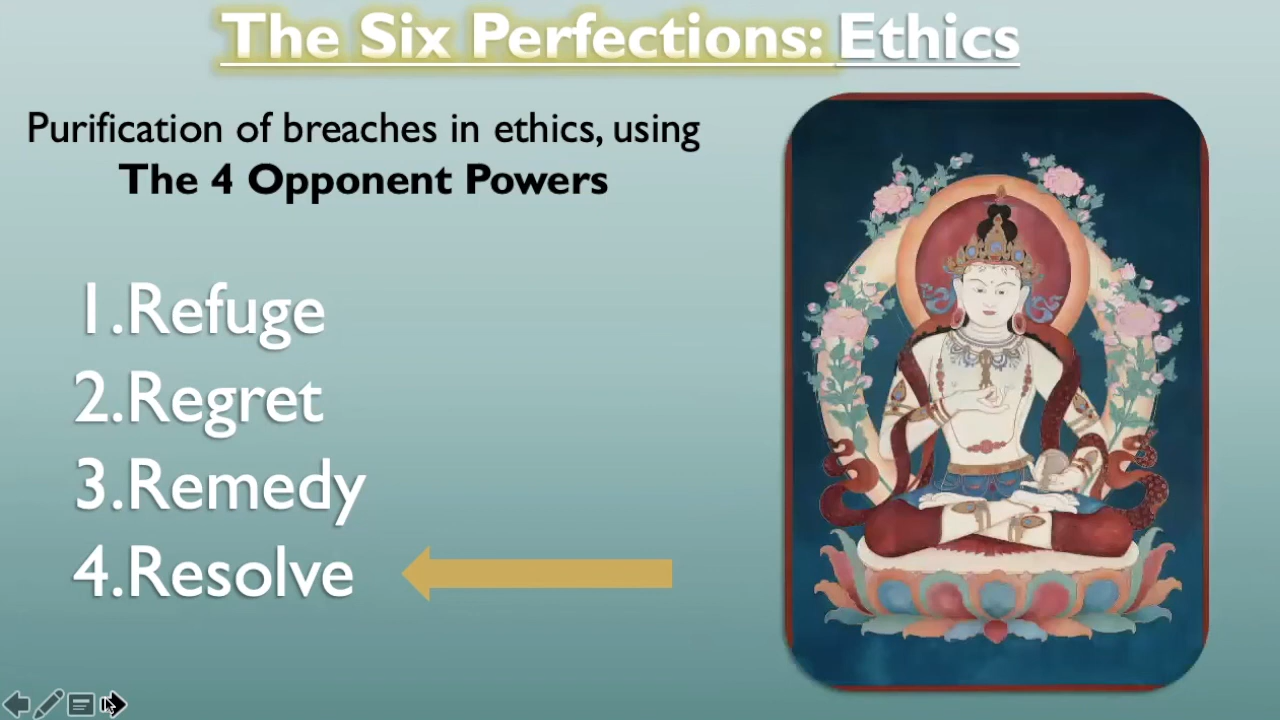 The Six Perfections: Ethics
Purification of breaches in ethics, using
The 4 Opponent Powers
1.Refuge
2.Regret
3.Remedy
4.Resolve